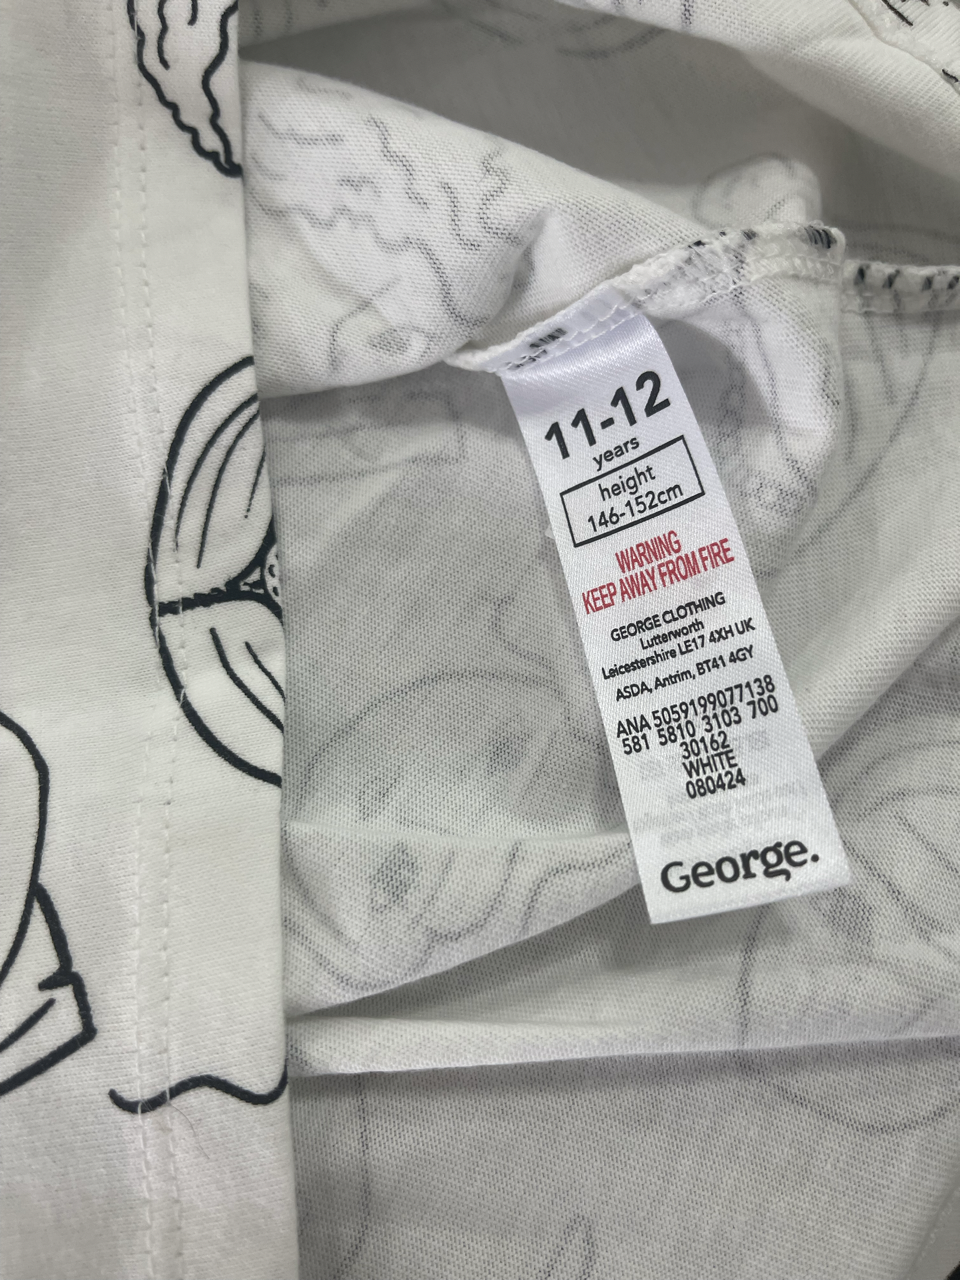 11-12
years
height
146-152cm
WARNING
KEEP AWAY FROM FIRE
GEORGE CLOTHING
Lutterworth
Leicestershire LE17 4XH UK
ASDA, Antrim, BT41 4GY
ANA 5059199077138
581 5810 3103 700
30162
WHITE
080424
George.